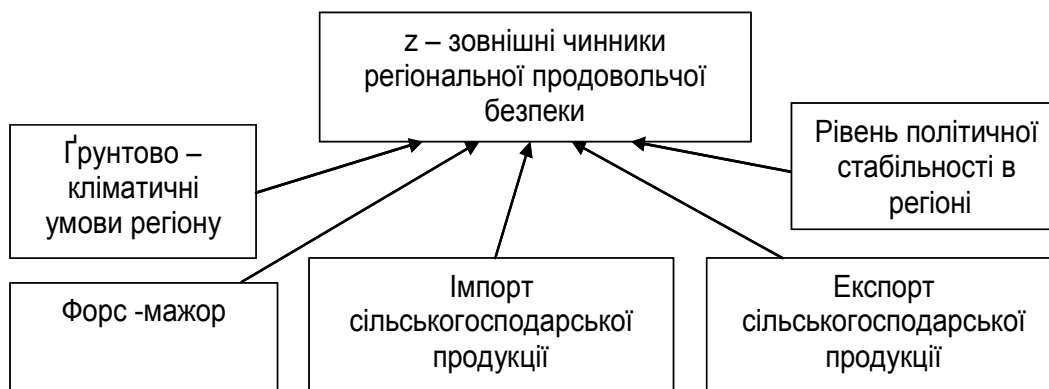 z – зовнішні чинники
регіональної продовольчої
безпеки
Ґрунтово –
кліматичні
умови регіону
Рівень політичної
стабільності в
регіоні
Форс -мажор
Імпорт
сільськогосподарської
продукції
Експорт
сільськогосподарської
продукції